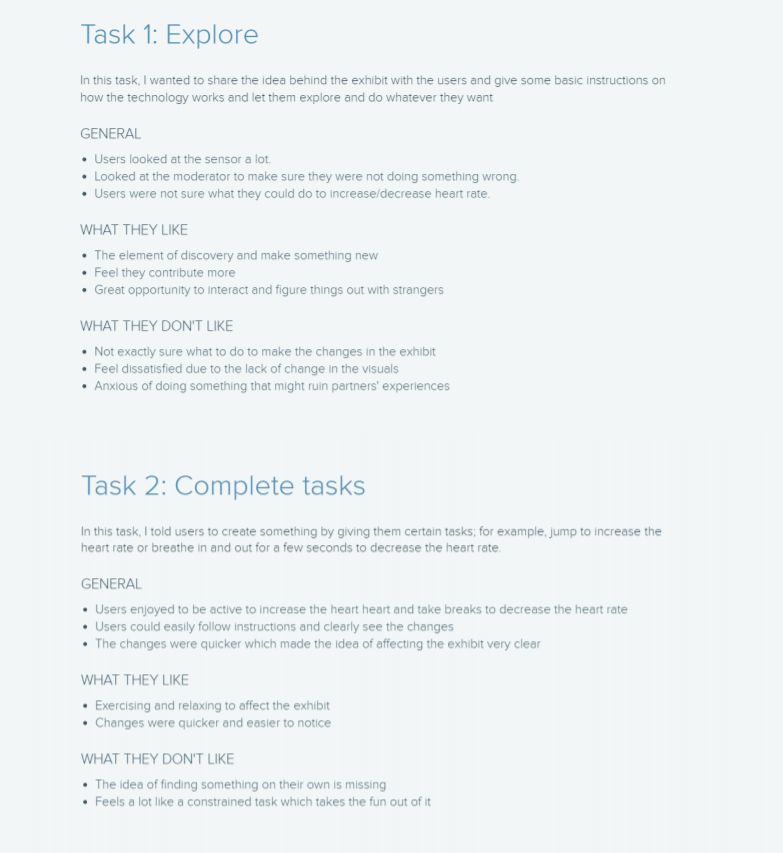 Task 1: Explore
In this task, I wanted to share the idea behind the exhibit with the users and give some basic instructions on
how the technology works and let them explore and do whatever they want
GENERAL
• Users looked at the sensor a lot.
• Looked at the moderator to make sure they were not doing something wrong.
• Users were not sure what they could do to increase/decrease heart rate.
WHAT THEY LIKE
• The element of discovery and make something new
• Feel they contribute more
• Great opportunity to interact and figure things out with strangers
WHAT THEY DON'T LIKE
• Not exactly sure what to do to make the changes in the exhibit
• Feel dissatisfied due to the lack of change in the visuals
• Anxious of doing something that might ruin partners' experiences
Task 2: Complete tasks
In this task, I told users to create something by giving them certain tasks; for example, jump to increase the
heart rate or breathe in and out for a few seconds to decrease the heart rate.
GENERAL
• Users enjoyed to be active to increase the heart heart and take breaks to decrease the heart rate
• Users could easily follow instructions and clearly see the changes
• The changes were quicker which made the idea of affecting the exhibit very clear
WHAT THEY LIKE
• Exercising and relaxing to affect the exhibit
• Changes were quicker and easier to notice
WHAT THEY DON'T LIKE
• The idea of finding something on their own is missing
• Feels a lot like a constrained task which takes the fun out of it